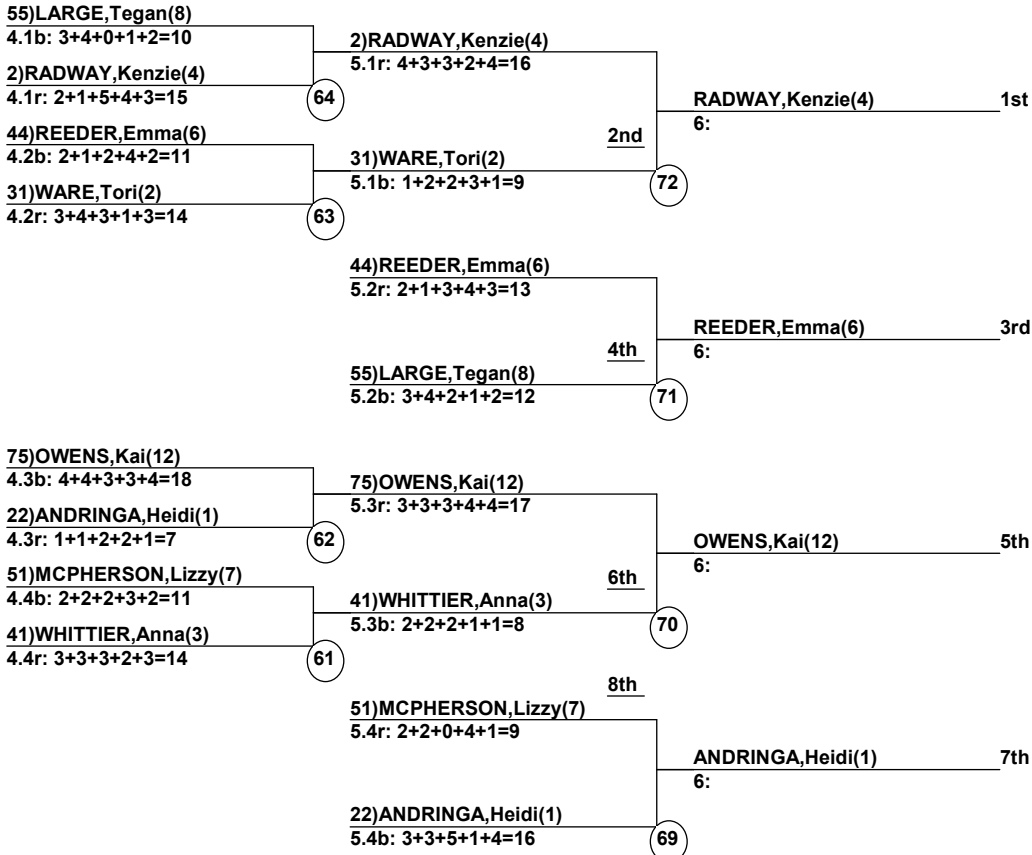 55)LARGE,Tegan(8)
4.1b: 3+4+0+1+2=10
2)RADWAY,Kenzie(4)
4.1r: 2+1+5+4+3=15
64
44)REEDER,Emma(6)
4.2b: 2+1+2+4+2=11
31)WARE,Tori(2)
4.2r: 3+4+3+1+3=14
63
2)RADWAY,Kenzie(4)
5.1r: 4+3+3+2+4=16
2nd
31)WARE,Tori(2)
5.1b: 1+2+2+3+1=9
72
RADWAY,Kenzie(4) 1st
6:
44)REEDER,Emma(6)
5.2r: 2+1+3+4+3=13
4th
55)LARGE,Tegan(8)
5.2b: 3+4+2+1+2=12
71
REEDER,Emma(6) 3rd
6:
75)OWENS,Kai(12)
4.3b: 4+4+3+3+4=18
22)ANDRINGA,Heidi(1)
4.3r: 1+1+2+2+1=7
62
51)MCPHERSON,Lizzy(7)
4.4b: 2+2+2+3+2=11
41)WHITTIER,Anna(3)
4.4r: 3+3+3+2+3=14
61
75)OWENS,Kai(12)
5.3r: 3+3+3+4+4=17
6th
41)WHITTIER,Anna(3)
5.3b: 2+2+2+1+1=8
70
OWENS,Kai(12) 5th
6:
8th
51)MCPHERSON,Lizzy(7)
5.4r: 2+2+0+4+1=9
22)ANDRINGA,Heidi(1)
5.4b: 3+3+5+1+4=16
69
ANDRINGA,Heidi(1) 7th
6: